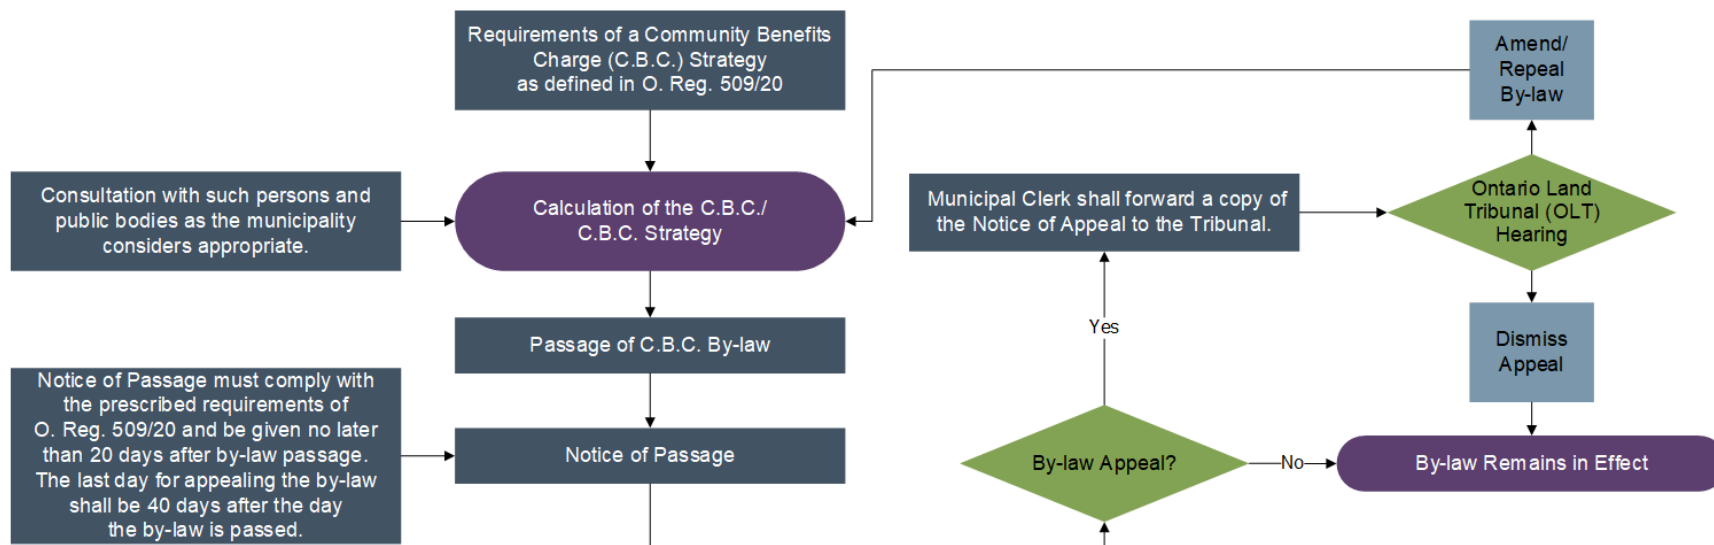 Requirements of a Community Benefits
Charge (C.B.C.) Strategy
as defined in O. Reg. 509/20
Consultation with such persons and
public bodies as the municipality
considers appropriate.
Calculation of the C.B.C./
C.B.C. Strategy
Passage of C.B.C. By-law
Notice of Passage must comply with
the prescribed requirements of
O. Reg. 509/20 and be given no later
than 20 days after by-law passage.
The last day for appealing the by-law
shall be 40 days after the day
the by-law is passed.
Notice of Passage
By-law Appeal?
Yes
No
Municipal Clerk shall forward a copy of
the Notice of Appeal to the Tribunal.
Ontario Land
Tribunal (OLT)
Hearing
Amend/
Repeal
By-law
Dismiss
Appeal
By-law Remains in Effect